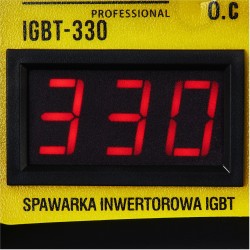 PROFESSIONAL
O.C
IGBT-330
330
SPAWARKA INWERTOROWA IGBT